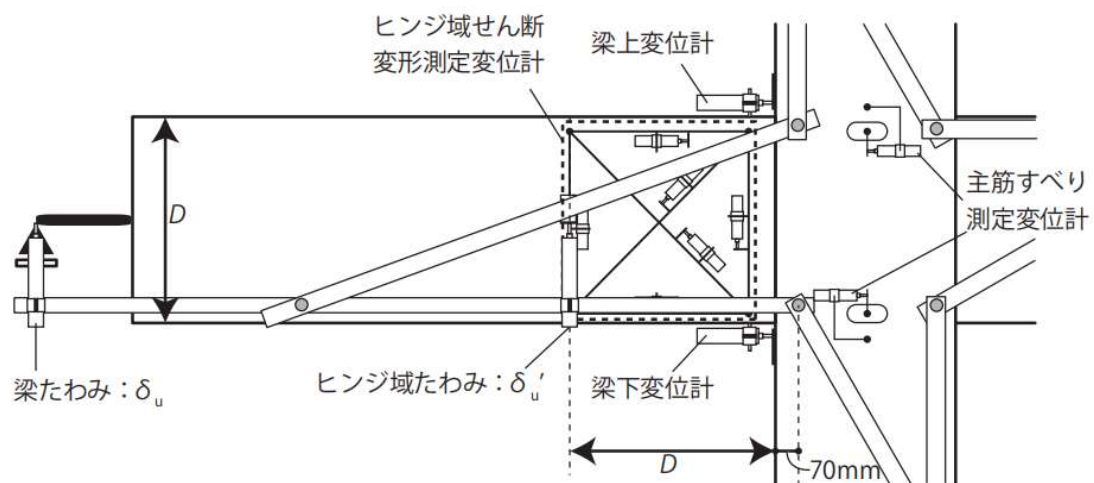 ヒンジ域せん断
変形測定変位計
梁上変位計
D
主筋すべり
測定変位計
梁たわみ：δu
ヒンジ域たわみ：δu′
梁下変位計
D
70mm